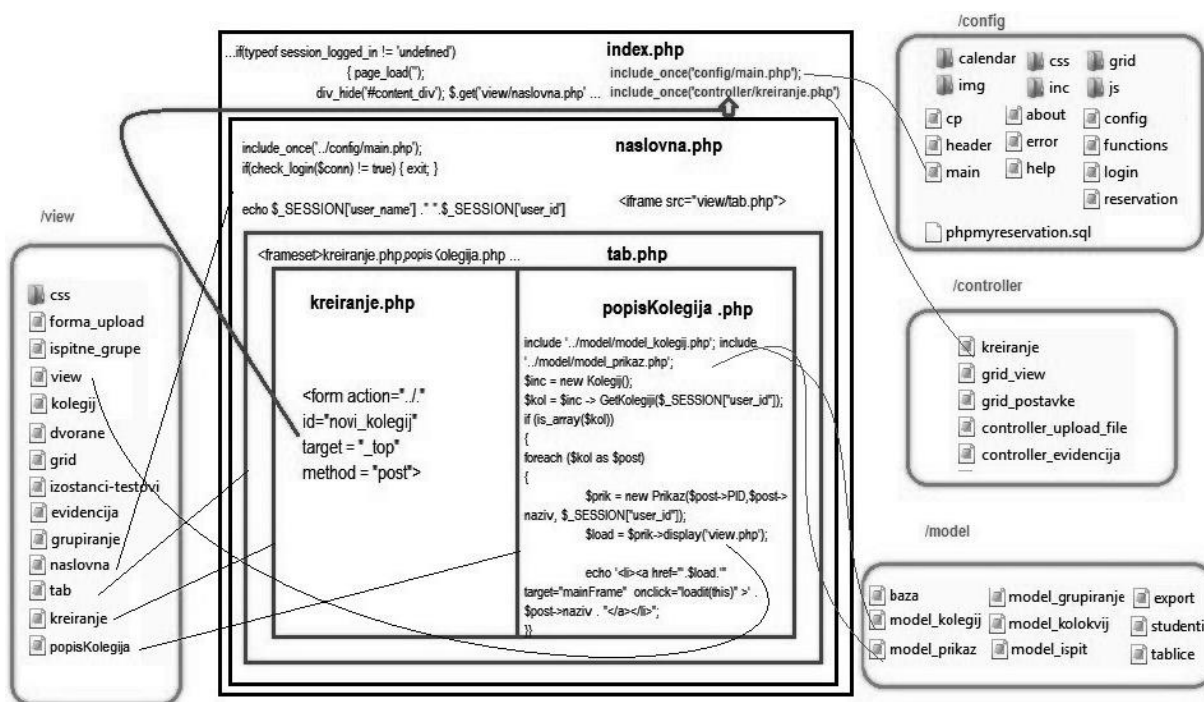 /config
calendar css grid
img inc js
cp about config
header error functions
main help login
reservation
phpmyreservation.sql
index.php
...if(typeof session_logged_in != 'undefined')
{ page_load('');
div_hide('#content_div'); $.get('view/naslovna.php' ...
include_once('config/main.php');
include_once('controller/kreiranje.php')
naslovna.php
include_once('../config/main.php');
if(check_login($conn) != true) { exit; }
echo $_SESSION['user_name'] ." ".$_SESSION['user_id']
<iframe src="view/tab.php">
<frameset>kreiranje.php,popis Kolegija.php ...
tab.php
kreiranje.php
<form action="../."
id="novi_kolegij"
target = "_top"
method = "post">
popisKolegija .php
include '../model/model_kolegij.php'; include
'../model/model_prikaz.php';
$inc = new Kolegij();
$kol = $inc -> GetKolegiji($_SESSION["user_id"]);
if (is_array($kol))
{
foreach ($kol as $post)
{
$prik = new Prikaz($post->PID,$post->
naziv, $_SESSION["user_id"]);
$load = $prik->display('view.php');
echo '<li><a href="'.$load.'"
target="mainFrame" onclick="loadit(this)" >' .
$post->naziv . "</a></li>";
}}
/view
css
forma_upload
ispitne_grupe
view
kolegij
dvorane
grid
izostanci-testovi
evidencija
grupiranje
naslovna
tab
kreiranje
popisKolegija
/controller
kreiranje
grid_view
grid_postavke
controller_upload_file
controller_evidencija
/model
baza model_grupiranje export
model_kolegij model_kolokvij studenti
model_prikaz model_ispit tablice